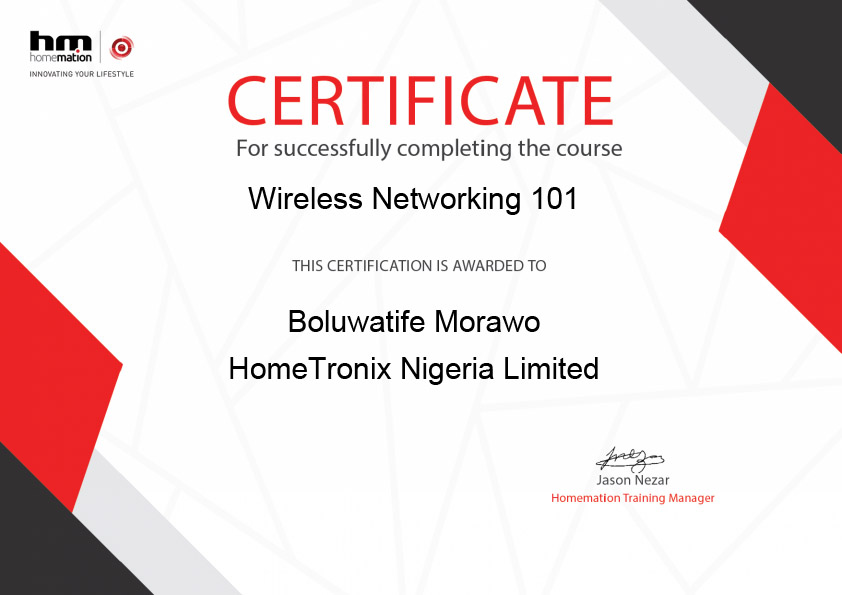 hm
homemation
INNOVATING YOUR LIFESTYLE
CERTIFICATE
For successfully completing the course
Wireless Networking 101
THIS CERTIFICATION IS AWARDED TO
Boluwatife Morawo
HomeTronix Nigeria Limited
Jason Nezar
Homemation Training Manager